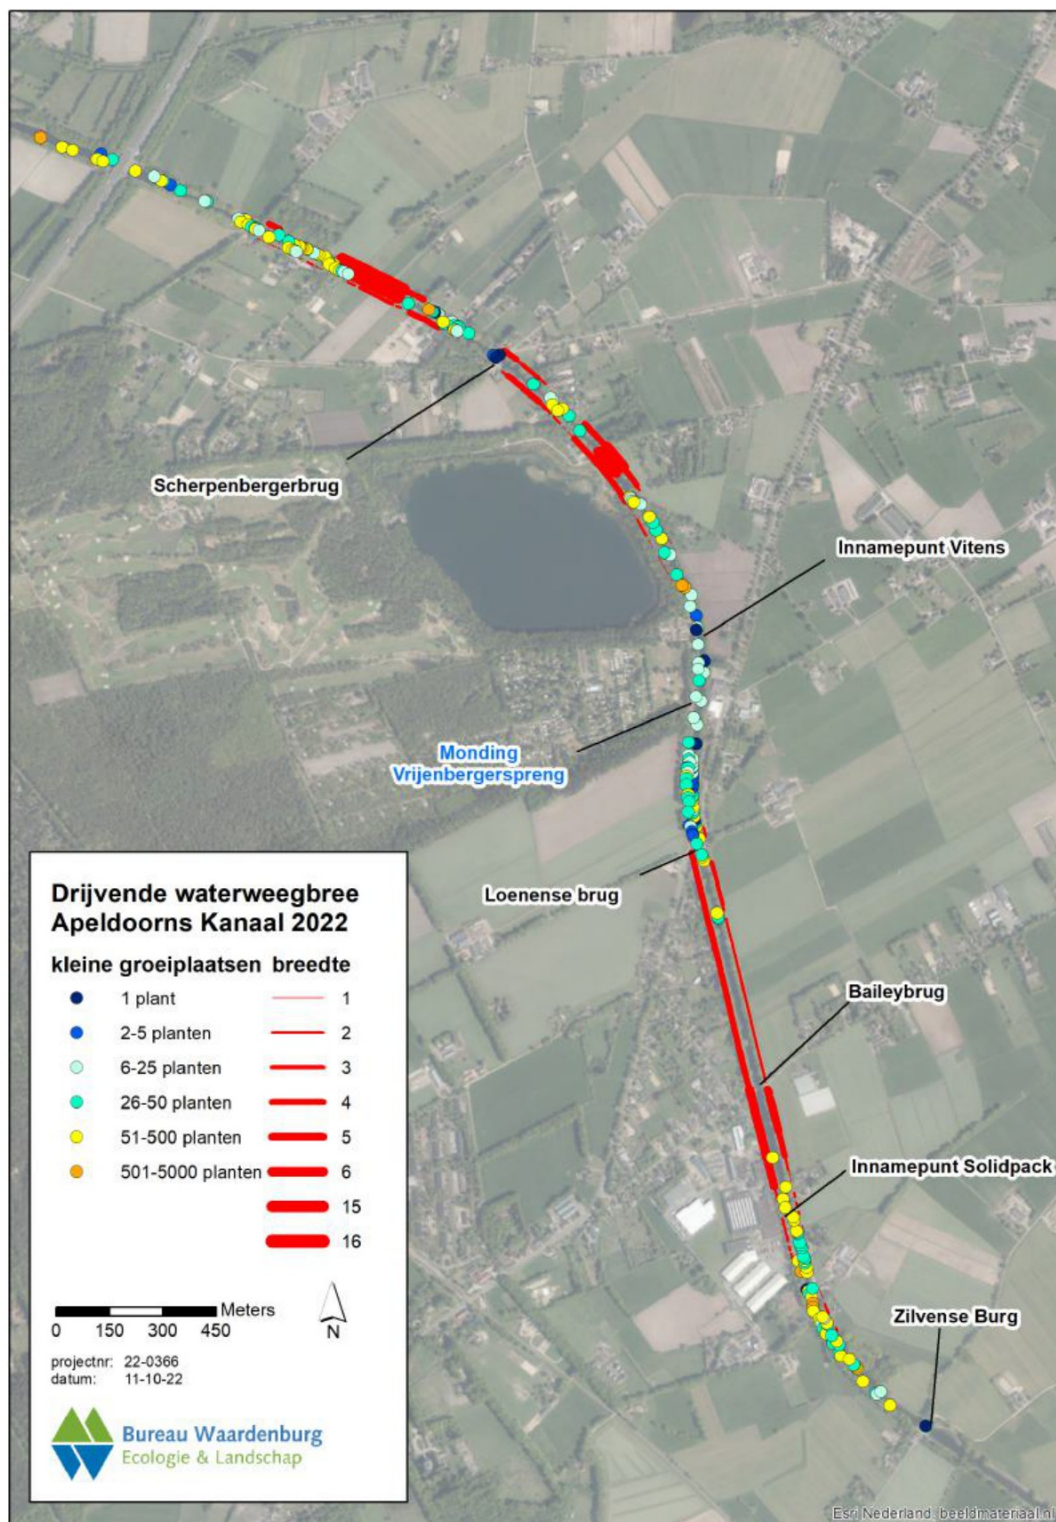 Scherpenbergerbrug
Innamepunt Vitens
Monding
Vrijenbergerspreng
Loenense brug
Baileybrug
Innamepunt Solidpack
Zilvense Burg
Drijvende waterweegbree
Apeldoorns Kanaal 2022
kleine groeiplaatsen breedte
1 plant 1
2-5 planten 2
6-25 planten 3
26-50 planten 4
51-500 planten 5
501-5000 planten 6
15
16
Meters
0 150 300 450
N
projectnr: 22-0366
datum: 11-10-22
Bureau Waardenburg
Ecologie & Landschap
Esri Nederland, beeldmateriaal.n